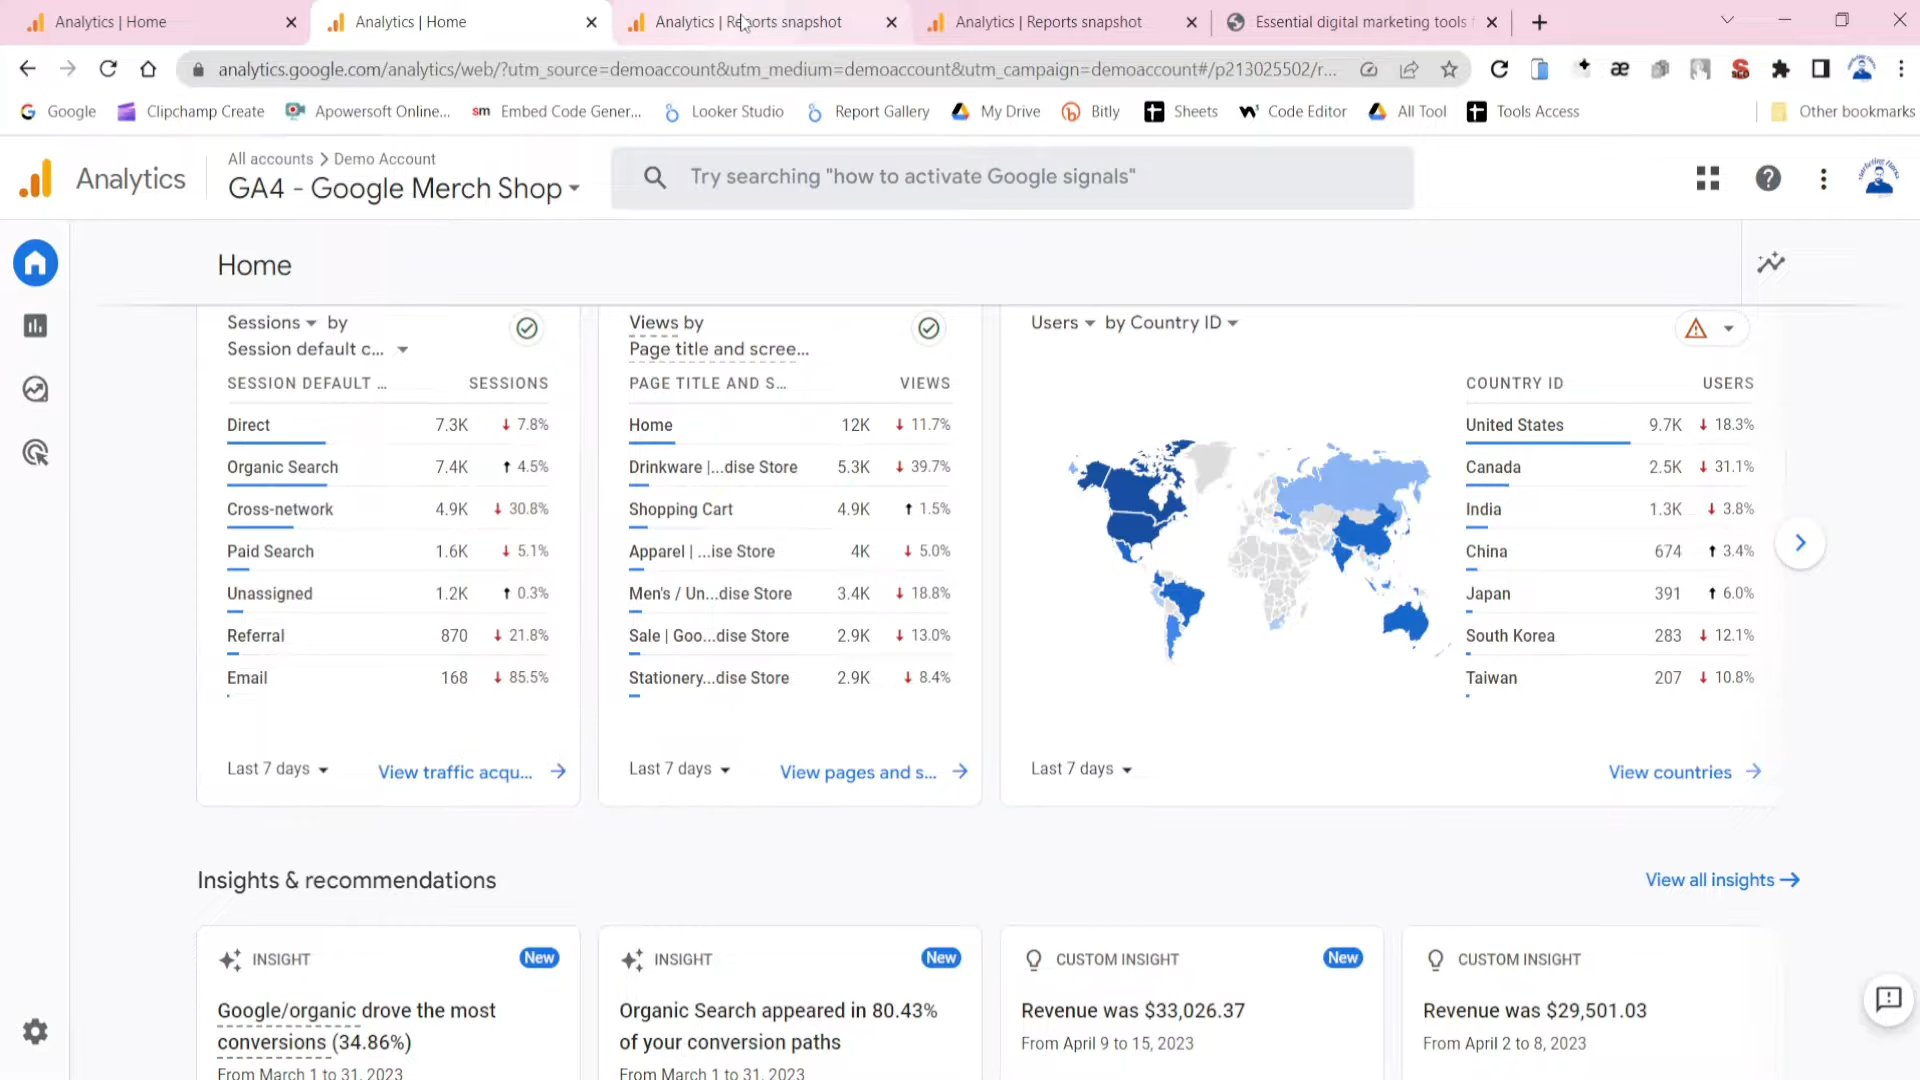 Analytics | Home
Analytics | Home
Analytics | Reports snapshot
Analytics | Reports snapshot
Essential digital marketing tools f
analytics.google.com/analytics/web/?utm_source=demoaccount&utm_medium=demoaccount&utm_campaign=demoaccount#/p213025502/r...
Google
Clipchamp Create
Apowersoft Online...
sm Embed Code Gener...
Looker Studio
Report Gallery
My Drive
Bitly
Sheets
Code Editor
All Tool
Tools Access
Other bookmarks
Analytics
All accounts > Demo Account
GA4 - Google Merch Shop
Try searching "how to activate Google signals"
Home
Sessions by
Session default c...
SESSION DEFAULT ... SESSIONS
Direct 7.3K ↓ 7.8%
Organic Search 7.4K ↑ 4.5%
Cross-network 4.9K ↓ 30.8%
Paid Search 1.6K ↓ 5.1%
Unassigned 1.2K ↑ 0.3%
Referral 870 ↓ 21.8%
Email 168 ↓ 85.5%
Last 7 days
View traffic acqu... →
Views by
Page title and scree...
PAGE TITLE AND S... VIEWS
Home 12K ↓ 11.7%
Drinkware |...dise Store 5.3K ↓ 39.7%
Shopping Cart 4.9K ↑ 1.5%
Apparel | ...ise Store 4K ↓ 5.0%
Men's / Un...dise Store 3.4K ↓ 18.8%
Sale | Goo...dise Store 2.9K ↓ 13.0%
Stationery...dise Store 2.9K ↓ 8.4%
Last 7 days
View pages and s... →
Users by Country ID
COUNTRY ID USERS
United States 9.7K ↓ 18.3%
Canada 2.5K ↓ 31.1%
India 1.3K ↓ 3.8%
China 674 ↑ 3.4%
Japan 391 ↑ 6.0%
South Korea 283 ↓ 12.1%
Taiwan 207 ↓ 10.8%
Last 7 days
View countries →
Insights & recommendations
View all insights →
INSIGHT New
Google/organic drove the most
conversions (34.86%)
From March 1 to 31, 2023
INSIGHT New
Organic Search appeared in 80.43%
of your conversion paths
From March 1 to 31, 2023
CUSTOM INSIGHT New
Revenue was $33,026.37
From April 9 to 15, 2023
CUSTOM INSIGHT
Revenue was $29,501.03
From April 2 to 8, 2023